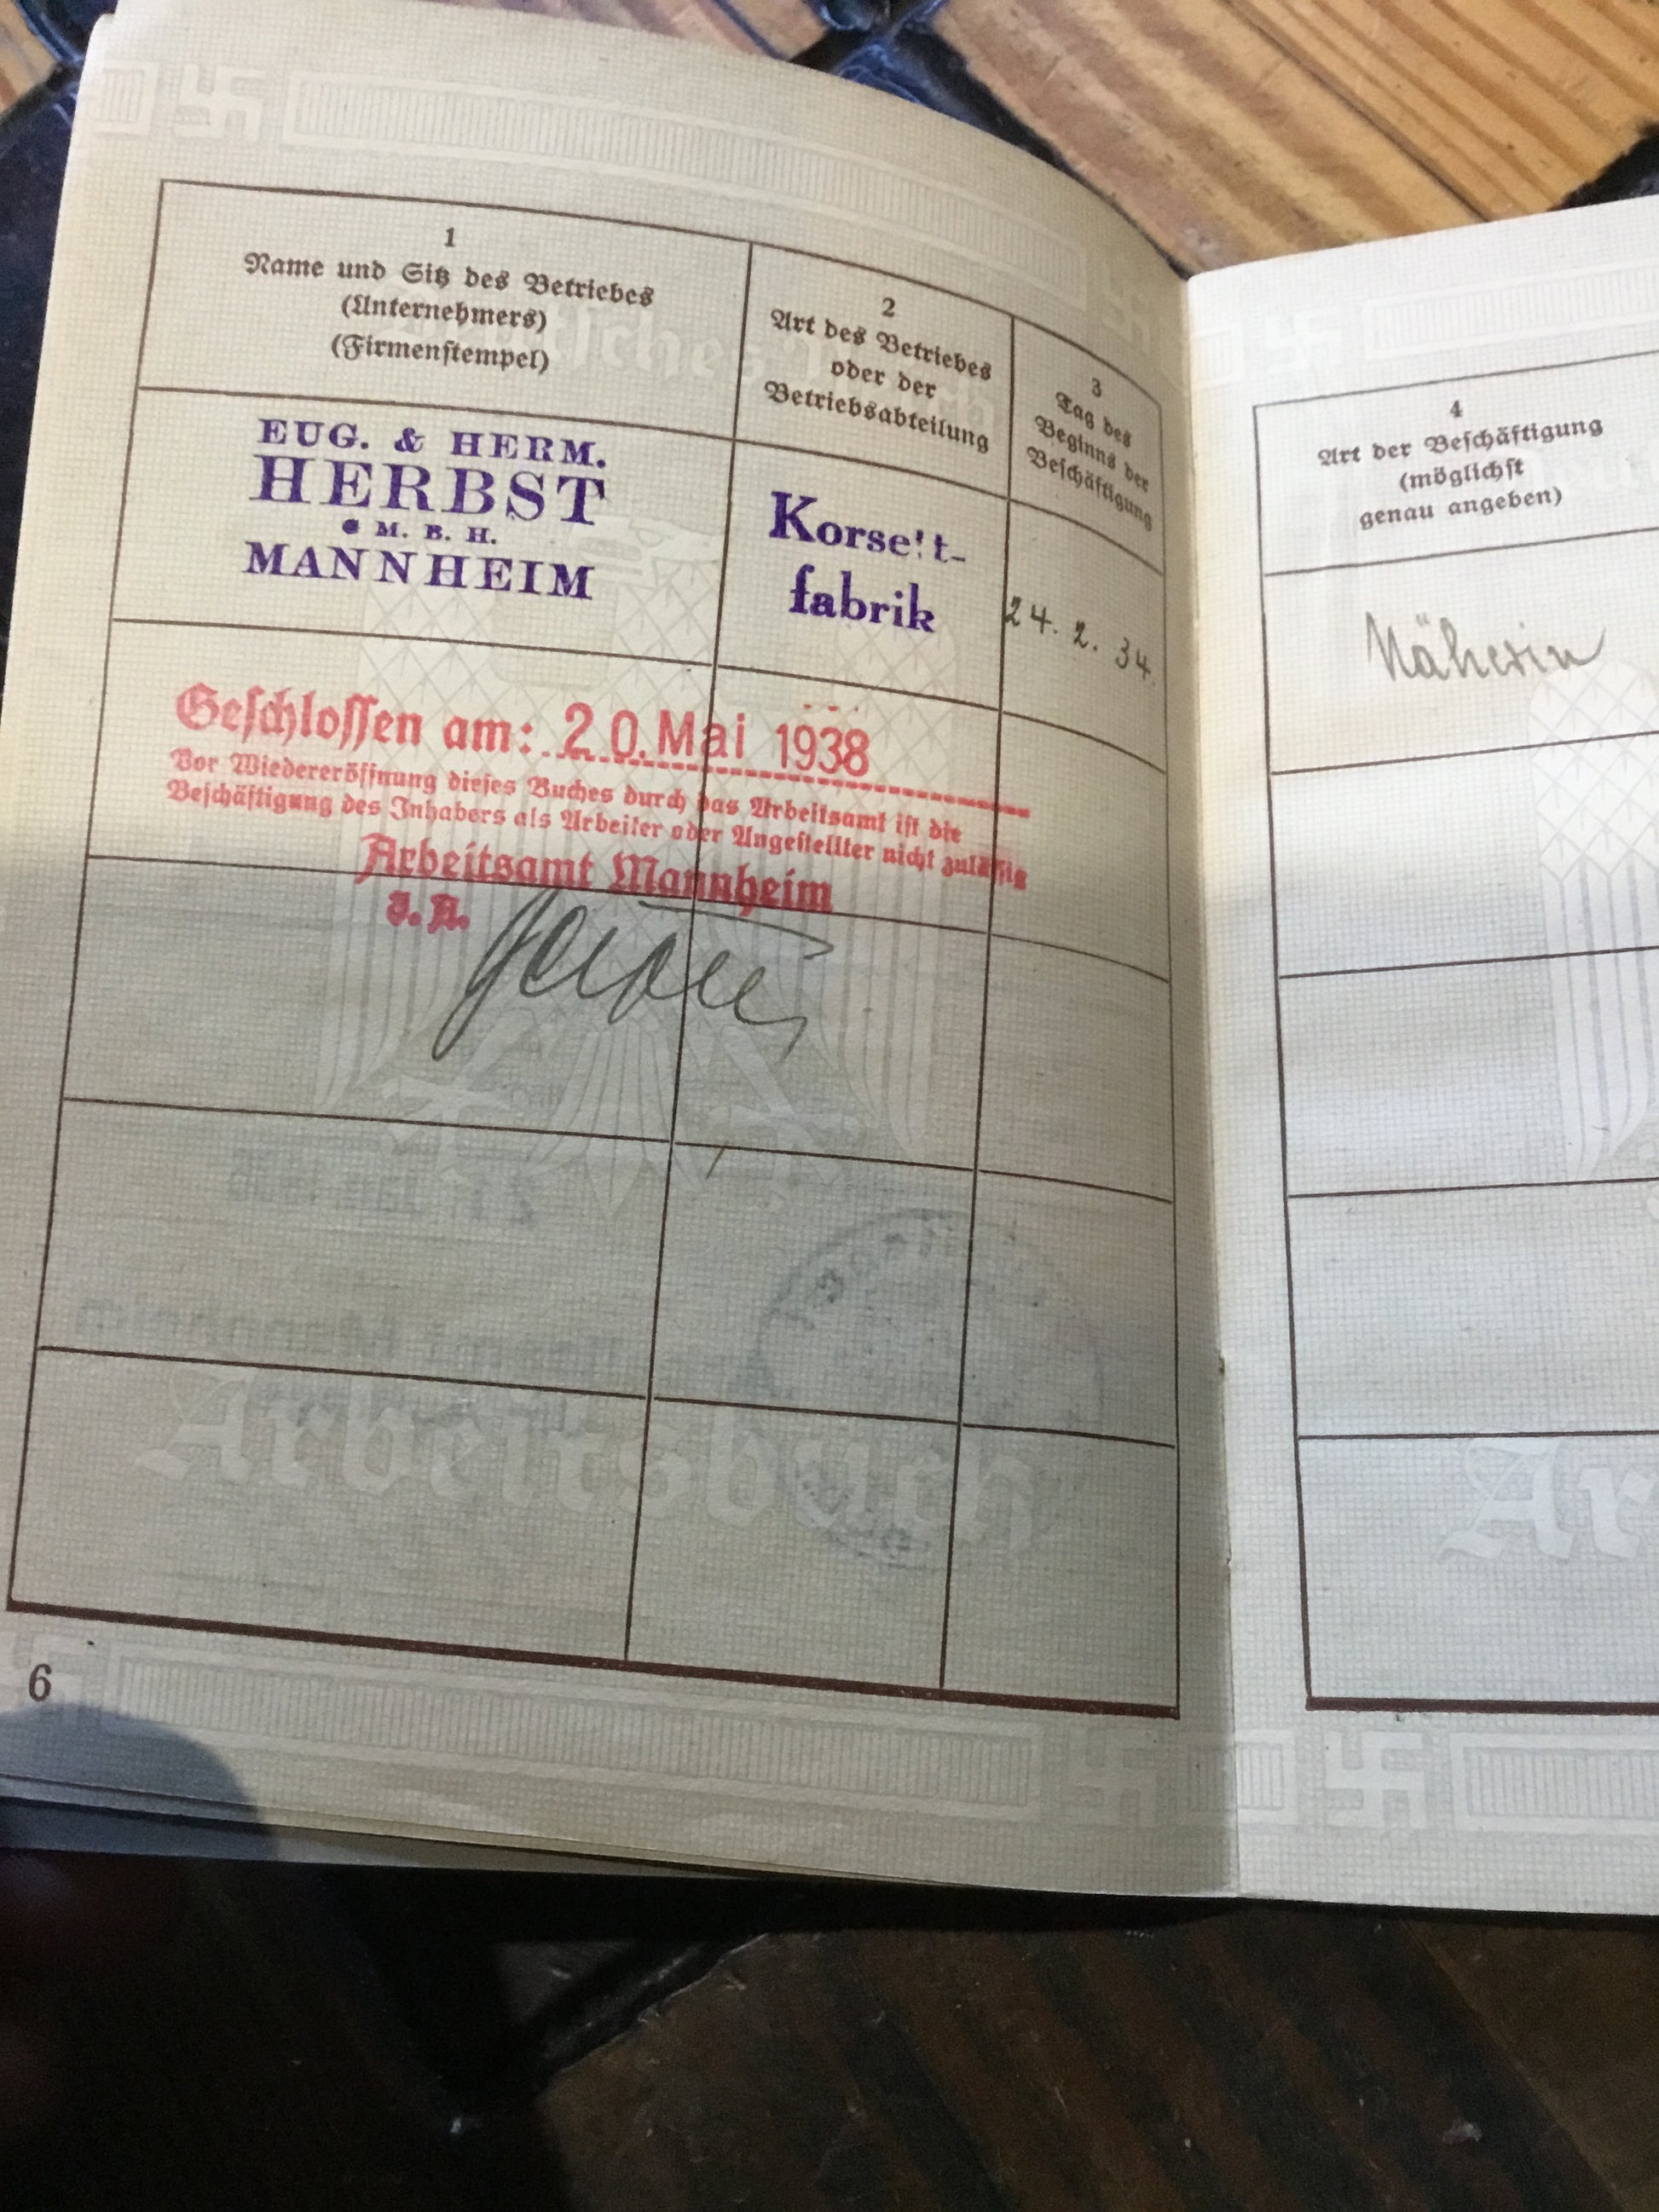 1
Name und Sitz des Betriebes
(Unternehmers)
(Firmenstempel)
2
Art des Betriebes
oder der
Betriebsabteilung
3
Tag des
Beginns der
Beschäftigung
EUG. & HERM.
HERBST
M. B. H.
MANNHEIM
Korsett-
fabrik
24. 2. 34.
Geschlossen am: 20. Mai 1938
Vor Wiedereröffnung dieses Buches durch das Arbeitsamt ist die
Beschäftigung des Inhabers als Arbeiter oder Angestellter nicht zulässig
Arbeitsamt Mannheim
J. A.
Arbeitsbuch
6
4
Art der Beschäftigung
(möglichst
genau angeben)
Näherin
Ar